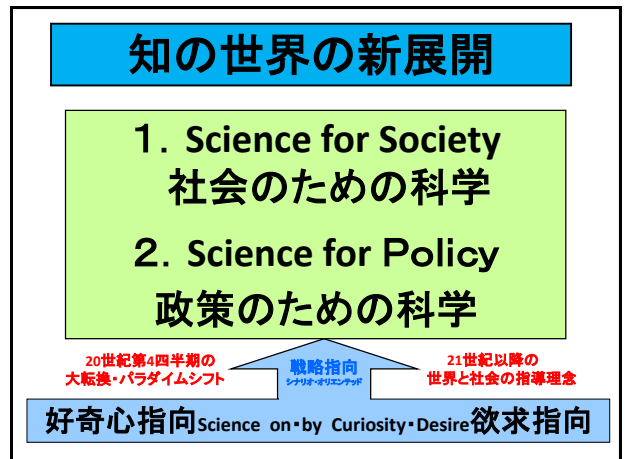 知の世界の新展開
1. Science for Society
社会のための科学
2. Science for Policy
政策のための科学
20世紀第4四半期の
大転換・パラダイムシフト
戦略指向
シナリオ・オリエンテッド
21世紀以降の
世界と社会の指導理念
好奇心指向Science on・by Curiosity・Desire欲求指向